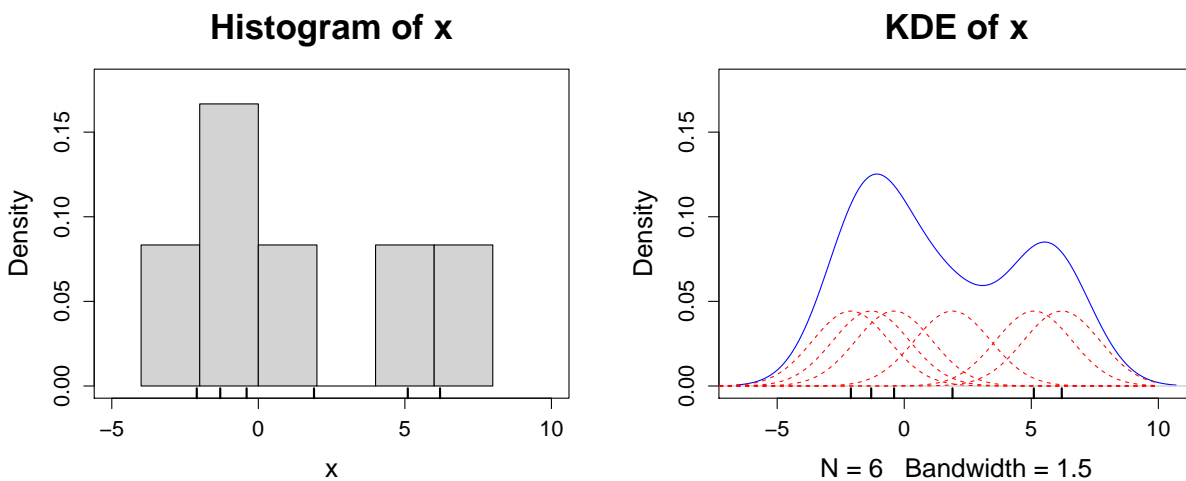 Histogram of x
Density
0.00
0.05
0.10
0.15
−5
0
5
10
x
KDE of x
Density
0.00
0.05
0.10
0.15
−5
0
5
10
N = 6   Bandwidth = 1.5